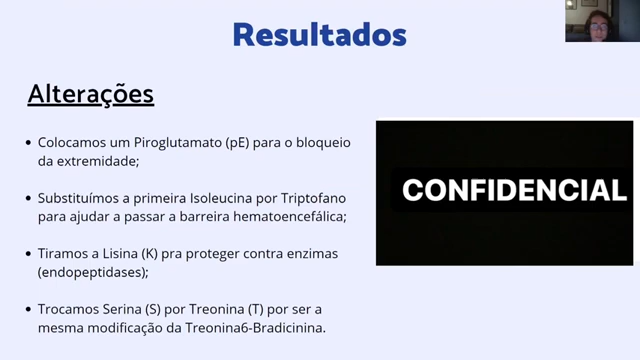 Resultados
Alterações
• Colocamos um Piroglutamato (pE) para o bloqueio
da extremidade;
• Substituímos a primeira Isoleucina por Triptofano
para ajudar a passar a barreira hematoencefálica;
• Tiramos a Lisina (K) pra proteger contra enzimas
(endopeptidases);
• Trocamos Serina (S) por Treonina (T) por ser a
mesma modificação da Treonina6-Bradicinina.
CONFIDENCIAL